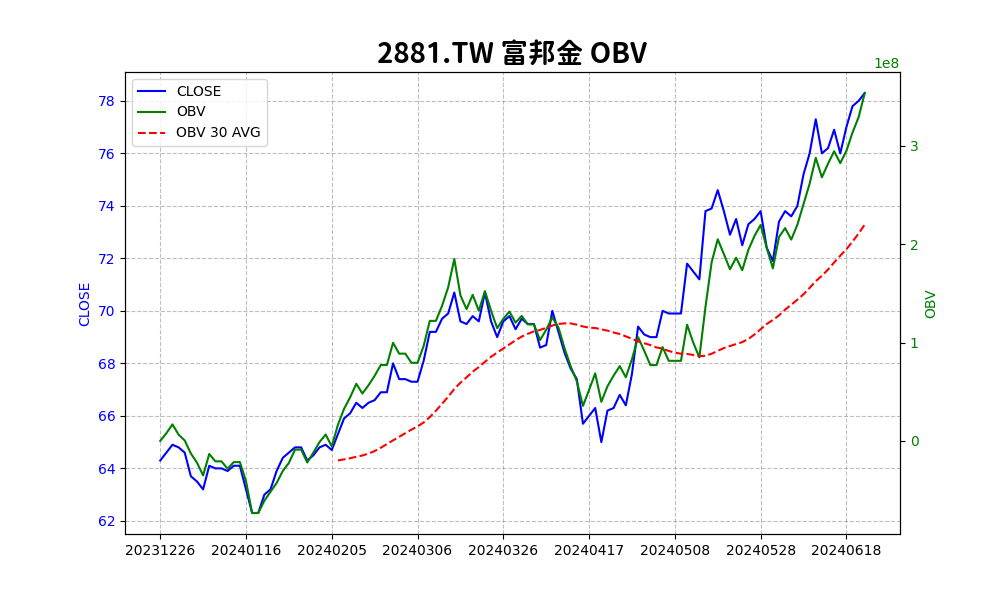 2881.TW 富邦金 OBV
1e8
CLOSE
OBV
OBV 30 AVG
78
76
74
72
70
68
66
64
62
CLOSE
3
2
1
0
OBV
20231226 20240116 20240205 20240306 20240326 20240417 20240508 20240528 20240618